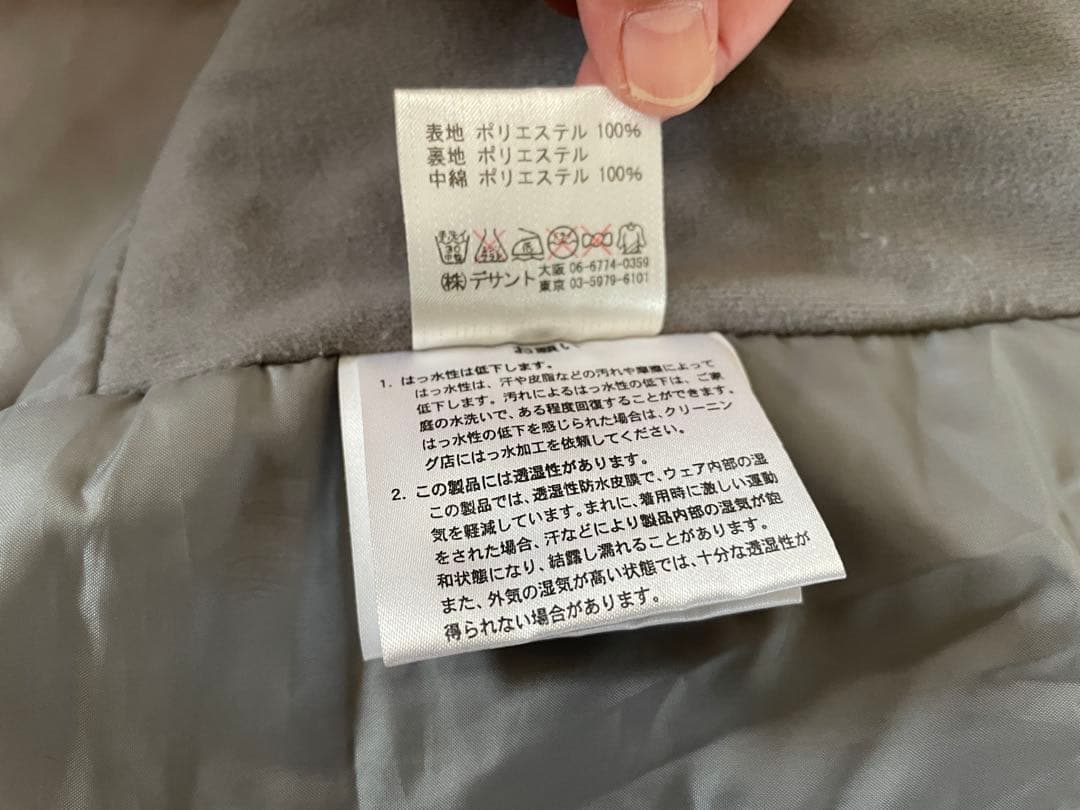 表地 ポリエステル 100%
裏地 ポリエステル
中綿 ポリエステル 100%
手洗イ
30
中性
(株)デサント 大阪 06-6774-0359
東京 03-5979-6101
お願い
1. はっ水性は低下します。
はっ水性は、汗や皮脂などの汚れや摩擦によって
低下します。汚れによるはっ水性の低下は、ご家
庭の水洗いで、ある程度回復することができます。
はっ水性の低下を感じられた場合は、クリーニン
グ店にはっ水加工を依頼してください。
2. この製品には透湿性があります。
この製品では、透湿性防水皮膜で、ウェア内部の湿
気を軽減しています。まれに、着用時に激しい運動
をされた場合、汗などにより製品内部の湿気が飽
和状態になり、結露し漏れることがあります。
また、外気の湿気が高い状態では、十分な透湿性が
得られない場合があります。